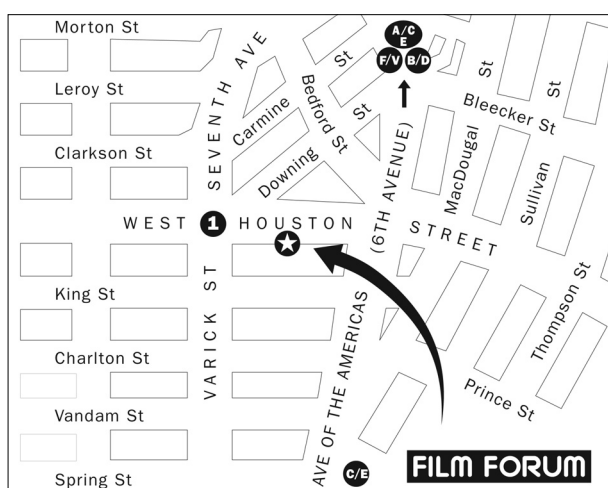 Morton St
Leroy St
Clarkson St
SEVENTH AVE
Carmine
St
Bedford St
Downing
St
A/C
E
F/V
B/D
(6TH AVENUE)
MacDougal
St
Bleecker St
Sullivan
St
WEST 1 HOUSTON STREET
King St
Charlton St
Vandam St
Spring St
VARICK ST
AVE OF THE AMERICAS
Thompson St
Prince St
C/E
FILM FORUM